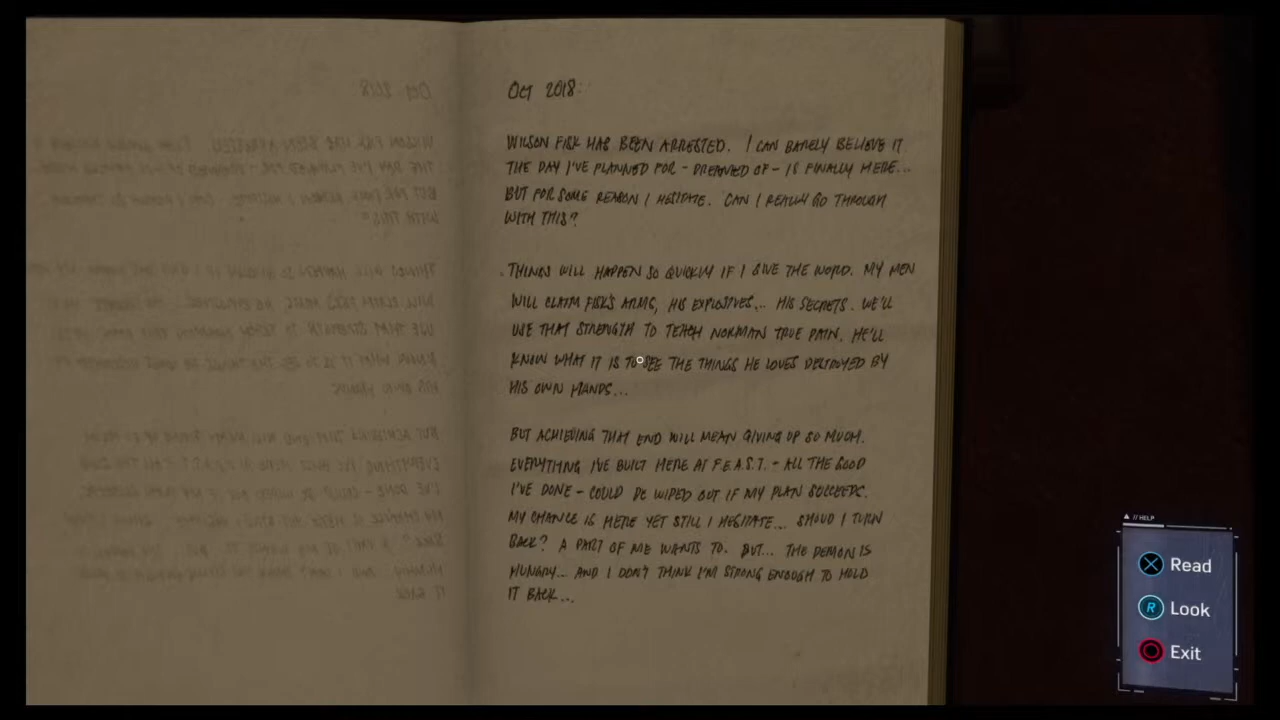 Oct 2018
WILSON FISK HAS BEEN ARRESTED. I CAN BARELY BELIEVE IT
THE DAY I'VE PLANNED FOR - DREAMED OF - IS FINALLY HERE...
BUT FOR SOME REASON I HESITATE. CAN I REALLY GO THROUGH
WITH THIS?
THINGS WILL HAPPEN SO QUICKLY IF I GIVE THE WORD. MY MEN
WILL CLAIM FISK'S ARMS, HIS EXPLOSIVES... HIS SECRETS. WE'LL
USE THAT STRENGTH TO TEACH NORMAN TRUE PAIN. HE'LL
KNOW WHAT IT IS TO SEE THE THINGS HE LOVES DESTROYED BY
HIS OWN HANDS...
BUT ACHIEVING THAT END WILL MEAN GIVING UP SO MUCH.
EVERYTHING I'VE BUILT HERE AT F.E.A.S.T. - ALL THE GOOD
I'VE DONE - COULD BE WIPED OUT IF MY PLAN SUCCEEDS.
MY CHANCE IS HERE YET STILL I HESITATE... SHOUD I TURN
BACK? A PART OF ME WANTS TO. BUT... THE DEMON IS
HUNGRY... AND I DON'T THINK I'M STRONG ENOUGH TO HOLD
IT BACK...
// HELP
Read
R Look
Exit